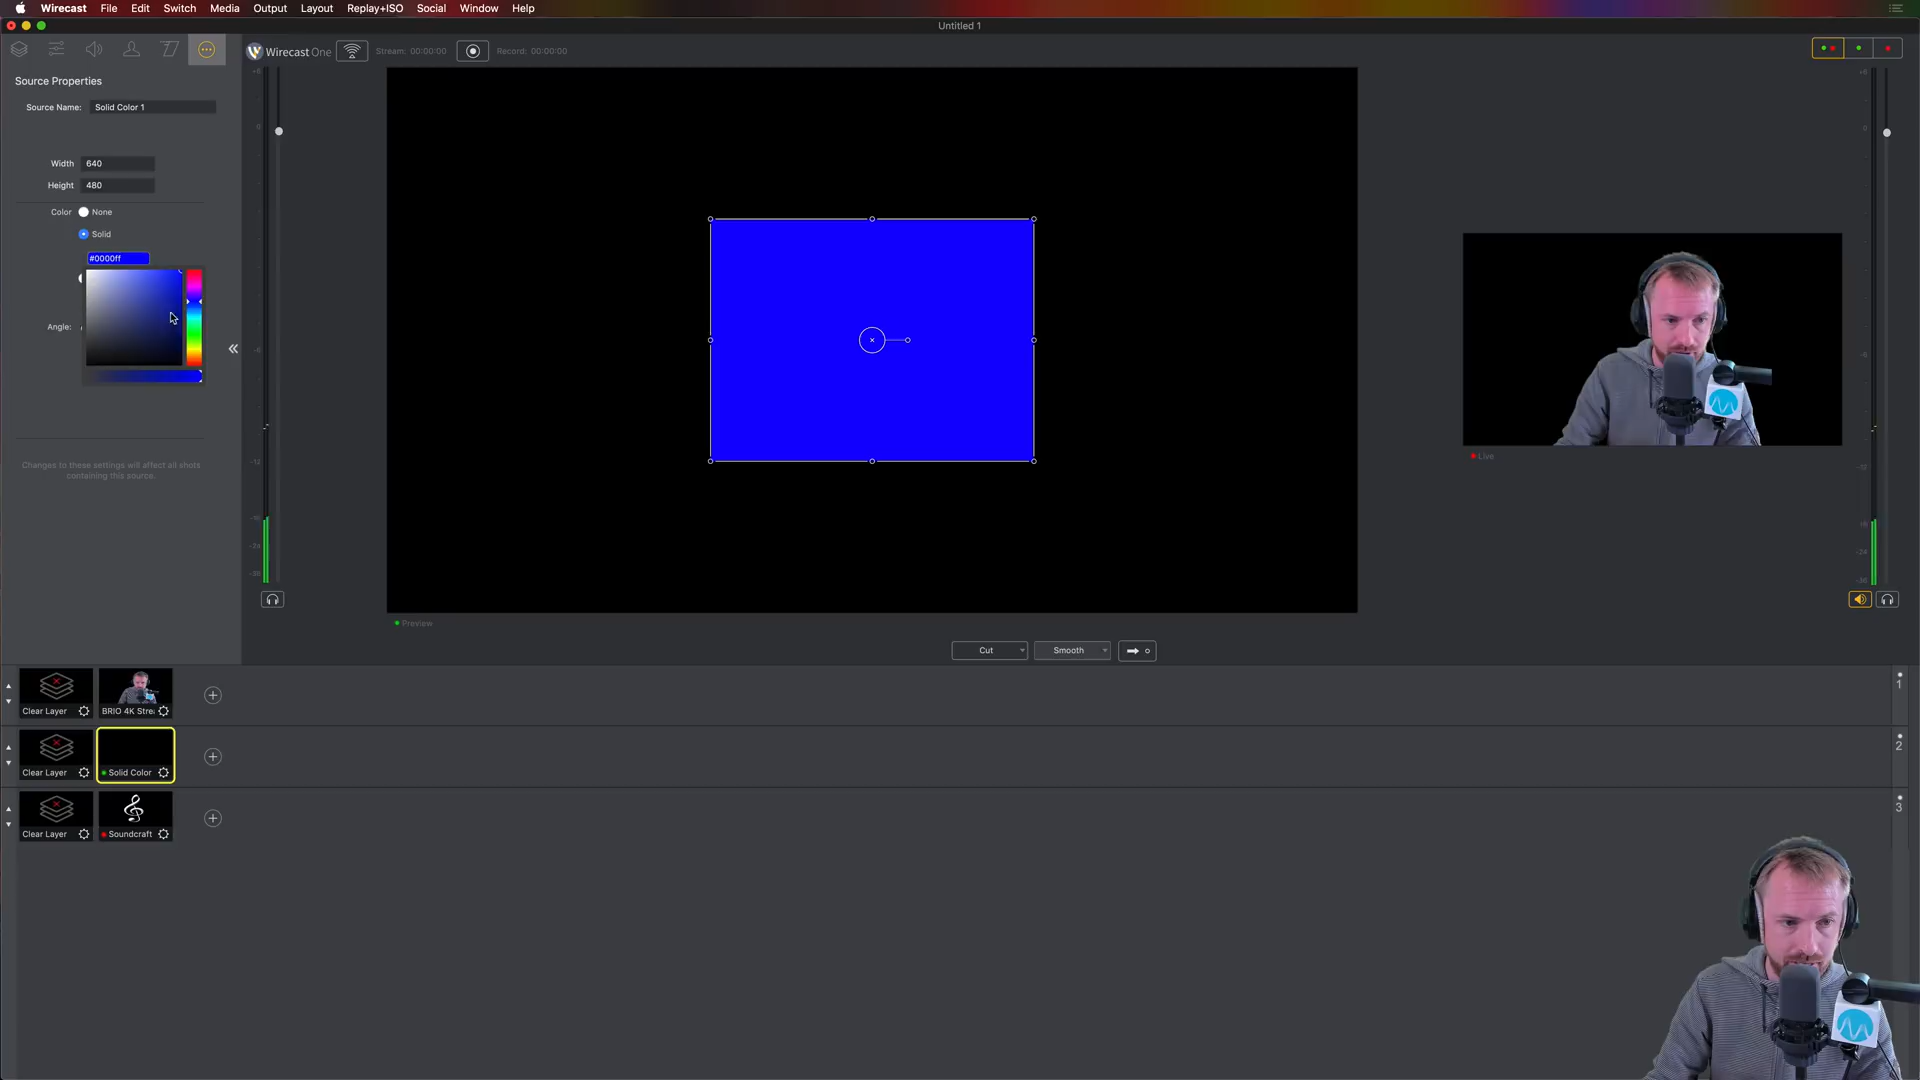 Wirecast File Edit Switch Media Output Layout Replay+ISO Social Window Help
Untitled 1
Wirecast One
Stream: 00:00:00
Record: 00:00:00
Source Properties
Source Name: Solid Color 1
Width 640
Height 480
Color None
Solid
#0000ff
Angle:
Changes to these settings will affect all shots
containing this source.
Live
Preview
Cut
Smooth
Clear Layer
BRIO 4K Strea
1
Clear Layer
Solid Color
2
Clear Layer
Soundcraft
3